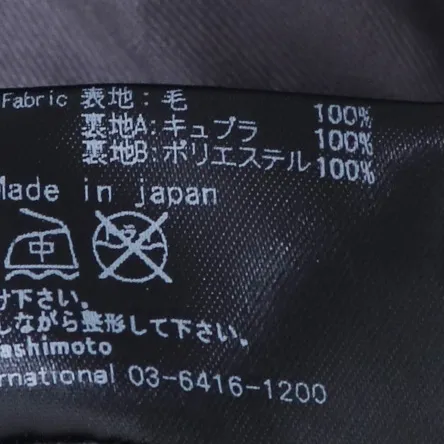 Fabric 表地：毛 100%
裏地A:キュプラ 100%
裏地B:ポリエステル 100%
Made in japan
中
け下さい。
しながら整形して下さい。
ashimoto
rnational 03-6416-1200